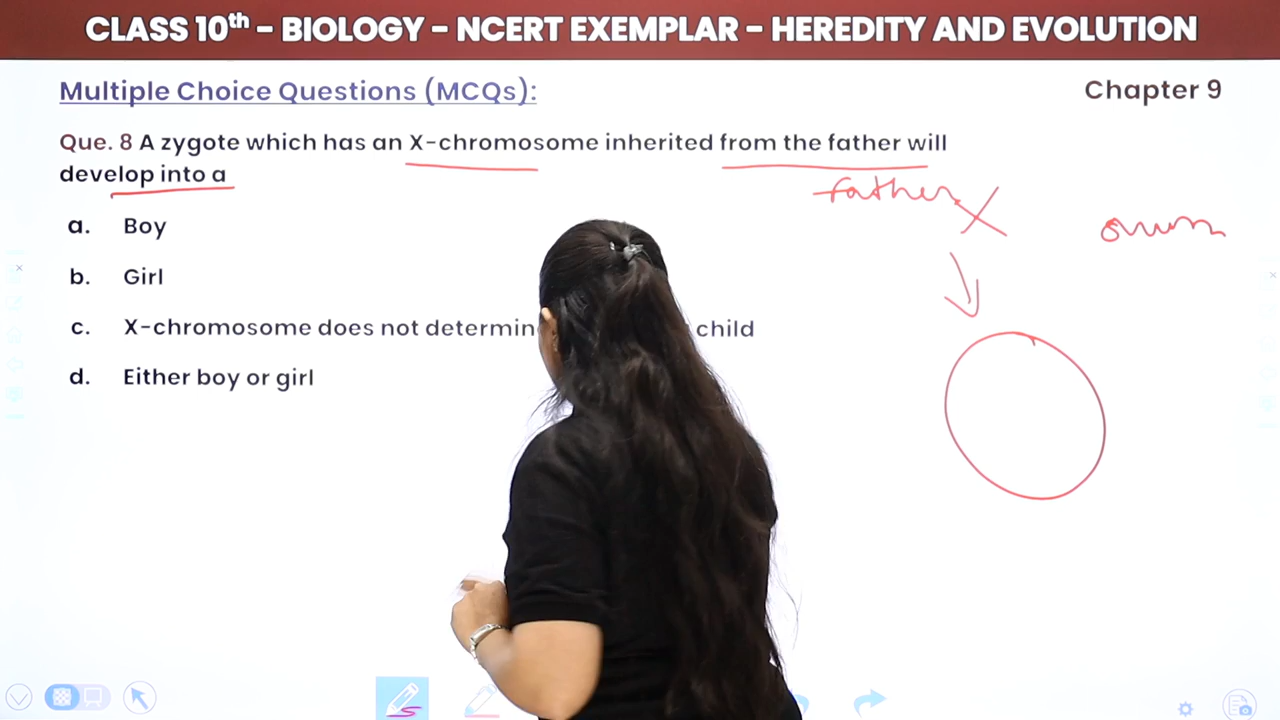 CLASS 10th – BIOLOGY – NCERT EXEMPLAR – HEREDITY AND EVOLUTION
Multiple Choice Questions (MCQs):
Chapter 9
Que. 8 A zygote which has an X-chromosome inherited from the father will
develop into a
father X
a. Boy
b. Girl
c. X-chromosome does not determin child
d. Either boy or girl